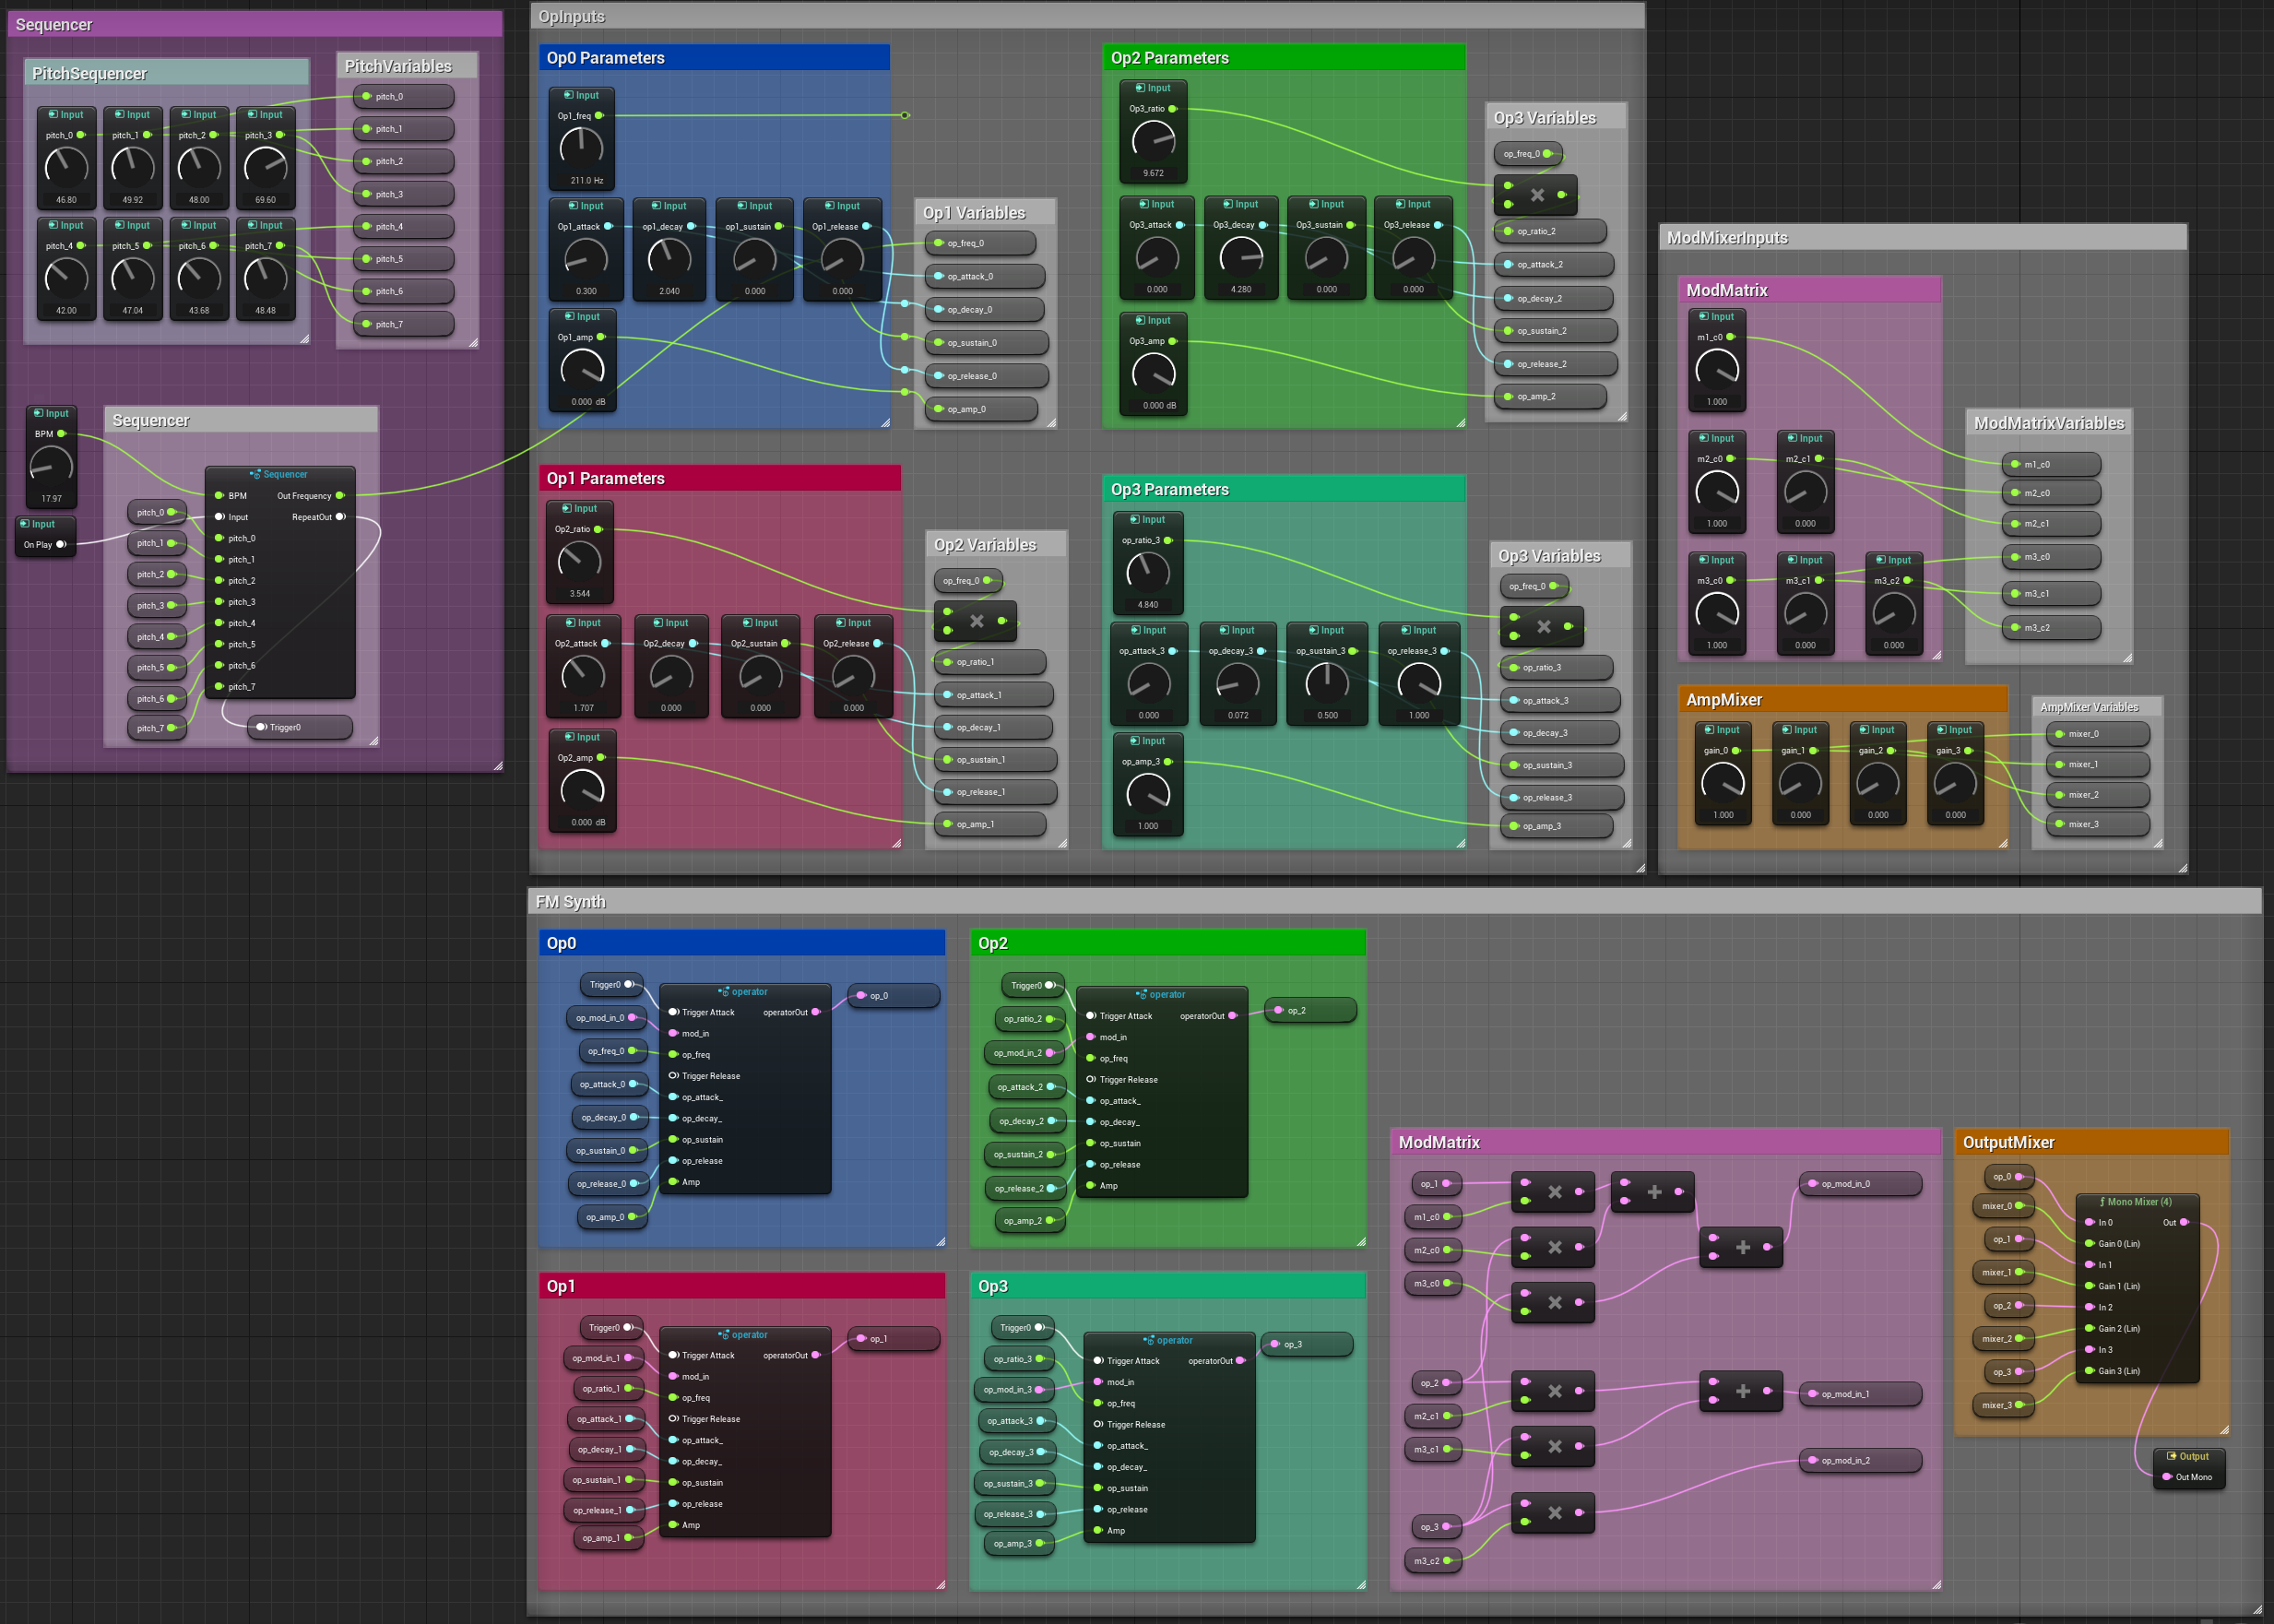 Sequencer
PitchSequencer
Input Input Input Input
pitch_0 pitch_1 pitch_2 pitch_3
46.80 49.92 48.00 69.60
Input Input Input Input
pitch_4 pitch_5 pitch_6 pitch_7
42.00 47.04 43.68 48.48
PitchVariables
pitch_0
pitch_1
pitch_2
pitch_3
pitch_4
pitch_5
pitch_6
pitch_7
Input
BPM
17.97
Input
On Play
Sequencer
pitch_0
pitch_1
pitch_2
pitch_3
pitch_4
pitch_5
pitch_6
pitch_7
Sequencer
BPM Out Frequency
Input RepeatOut
pitch_0
pitch_1
pitch_2
pitch_3
pitch_4
pitch_5
pitch_6
pitch_7
Trigger0
OpInputs
Op0 Parameters
Input
Op1_freq
211.0 Hz
Input Input Input Input
Op1_attack op1_decay op1_sustain Op1_release
0.300 2.040 0.000 0.000
Input
Op1_amp
0.000 dB
Op1 Variables
op_freq_0
op_attack_0
op_decay_0
op_sustain_0
op_release_0
op_amp_0
Op2 Parameters
Input
Op3_ratio
9.672
Input Input Input Input
Op3_attack Op3_decay Op3_sustain Op3_release
0.000 4.280 0.000 0.000
Input
Op3_amp
0.000 dB
Op3 Variables
op_freq_0
op_ratio_2
op_attack_2
op_decay_2
op_sustain_2
op_release_2
op_amp_2
Op1 Parameters
Input
Op2_ratio
3.544
Input Input Input Input
Op2_attack Op2_decay Op2_sustain Op2_release
1.707 0.000 0.000 0.000
Input
Op2_amp
0.000 dB
Op2 Variables
op_freq_0
op_ratio_1
op_attack_1
op_decay_1
op_sustain_1
op_release_1
op_amp_1
Op3 Parameters
Input
op_ratio_3
4.840
Input Input Input Input
op_attack_3 op_decay_3 op_sustain_3 op_release_3
0.000 0.072 0.500 1.000
Input
op_amp_3
1.000
Op3 Variables
op_freq_0
op_ratio_3
op_attack_3
op_decay_3
op_sustain_3
op_release_3
op_amp_3
ModMixerInputs
ModMatrix
Input
m1_c0
1.000
Input Input
m2_c0 m2_c1
1.000 0.000
Input Input Input
m3_c0 m3_c1 m3_c2
1.000 0.000 0.000
ModMatrixVariables
m1_c0
m2_c0
m2_c1
m3_c0
m3_c1
m3_c2
AmpMixer
Input Input Input Input
gain_0 gain_1 gain_2 gain_3
1.000 0.000 0.000 0.000
AmpMixer Variables
mixer_0
mixer_1
mixer_2
mixer_3
FM Synth
Op0
Trigger0
op_mod_in_0
op_freq_0
op_attack_0
op_decay_0
op_sustain_0
op_release_0
op_amp_0
operator
Trigger Attack operatorOut
mod_in
op_freq
Trigger Release
op_attack_
op_decay_
op_sustain
op_release
Amp
op_0
Op2
Trigger0
op_ratio_2
op_mod_in_2
op_attack_2
op_decay_2
op_sustain_2
op_release_2
op_amp_2
operator
Trigger Attack operatorOut
mod_in
op_freq
Trigger Release
op_attack_
op_decay_
op_sustain
op_release
Amp
op_2
Op1
Trigger0
op_mod_in_1
op_ratio_1
op_attack_1
op_decay_1
op_sustain_1
op_release_1
op_amp_1
operator
Trigger Attack operatorOut
mod_in
op_freq
Trigger Release
op_attack_
op_decay_
op_sustain
op_release
Amp
op_1
Op3
Trigger0
op_ratio_3
op_mod_in_3
op_attack_3
op_decay_3
op_sustain_3
op_release_3
op_amp_3
operator
Trigger Attack operatorOut
mod_in
op_freq
Trigger Release
op_attack_
op_decay_
op_sustain
op_release
Amp
op_3
ModMatrix
op_1
m1_c0
m2_c0
m3_c0
op_mod_in_0
op_2
m2_c1
m3_c1
op_mod_in_1
op_mod_in_2
op_3
m3_c2
OutputMixer
op_0
mixer_0
op_1
mixer_1
op_2
mixer_2
op_3
mixer_3
ƒ Mono Mixer (4)
In 0 Out
Gain 0 (Lin)
In 1
Gain 1 (Lin)
In 2
Gain 2 (Lin)
In 3
Gain 3 (Lin)
Output
Out Mono